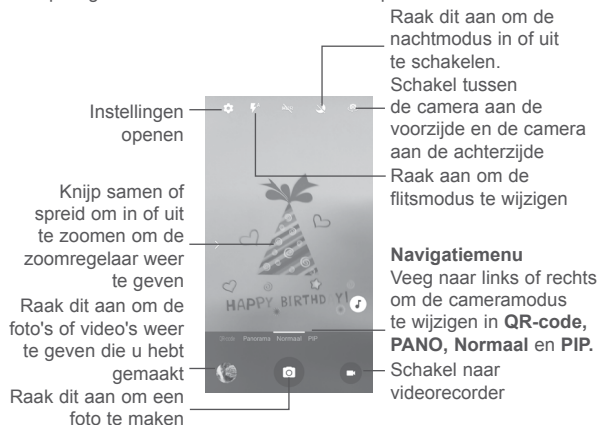 Raak dit aan om de
nachtmodus in of uit
te schakelen.
Schakel tussen
de camera aan de
voorzijde en de camera
aan de achterzijde
Raak aan om de
flitsmodus te wijzigen
Instellingen
openen
Knijp samen of
spreid om in of uit
te zoomen om de
zoomregelaar weer
te geven
Navigatiemenu
Veeg naar links of rechts
om de cameramodus
te wijzigen in QR-code,
PANO, Normaal en PIP.
Raak dit aan om de
foto's of video's weer
te geven die u hebt
gemaakt
Schakel naar
videorecorder
Raak dit aan om een
foto te maken
HAPPY BIRTHD Y!
Panorama Normaal PIP